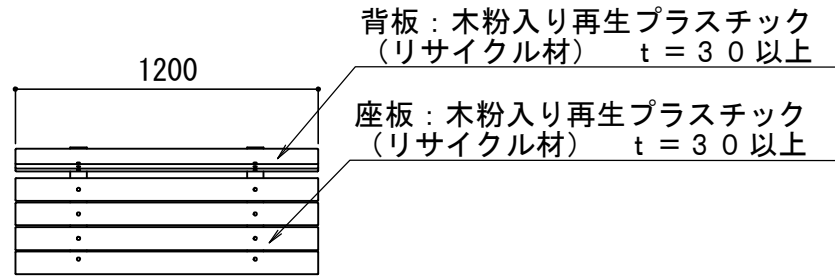 背板：木粉入り再生プラスチック
（リサイクル材）　ｔ＝３０以上
1200
座板：木粉入り再生プラスチック
（リサイクル材）　ｔ＝３０以上